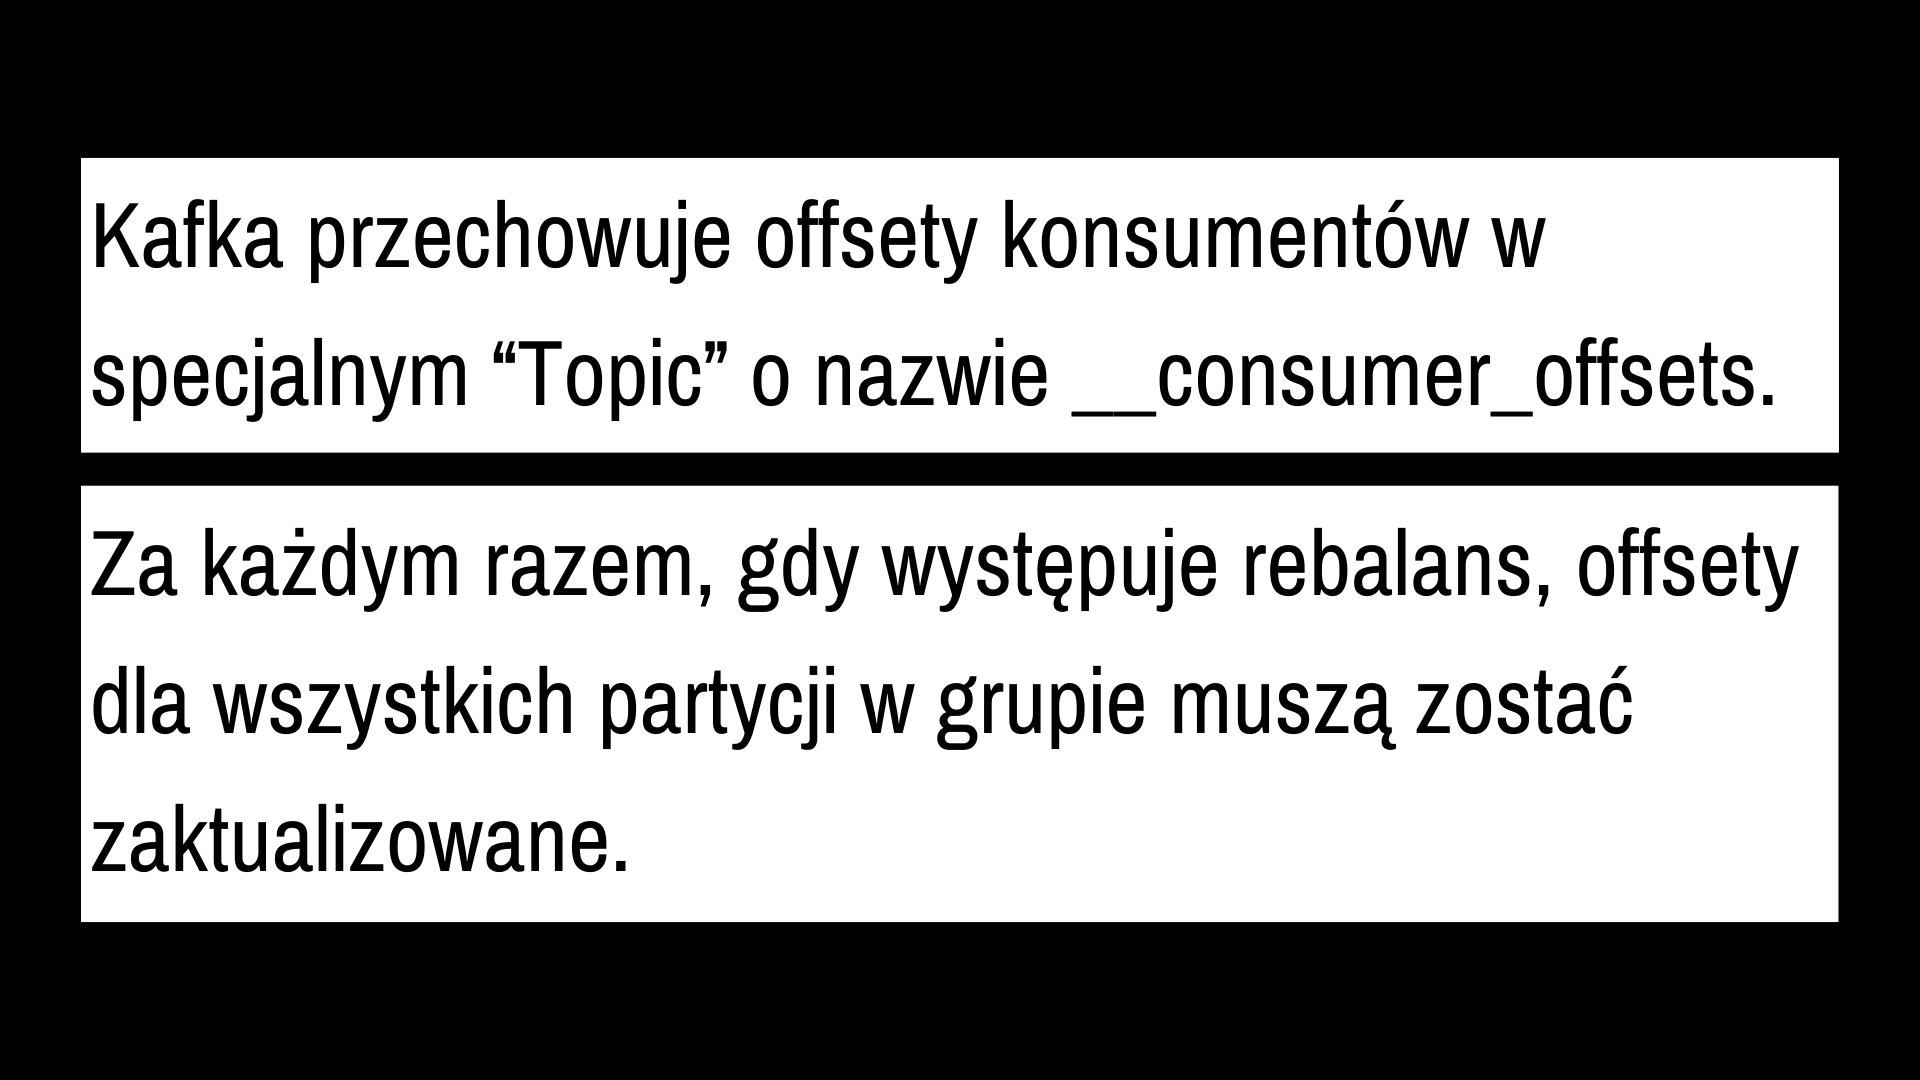 Kafka przechowuje offsety konsumentów w
specjalnym “Topic” o nazwie __consumer_offsets.
Za każdym razem, gdy występuje rebalans, offsety
dla wszystkich partycji w grupie muszą zostać
zaktualizowane.